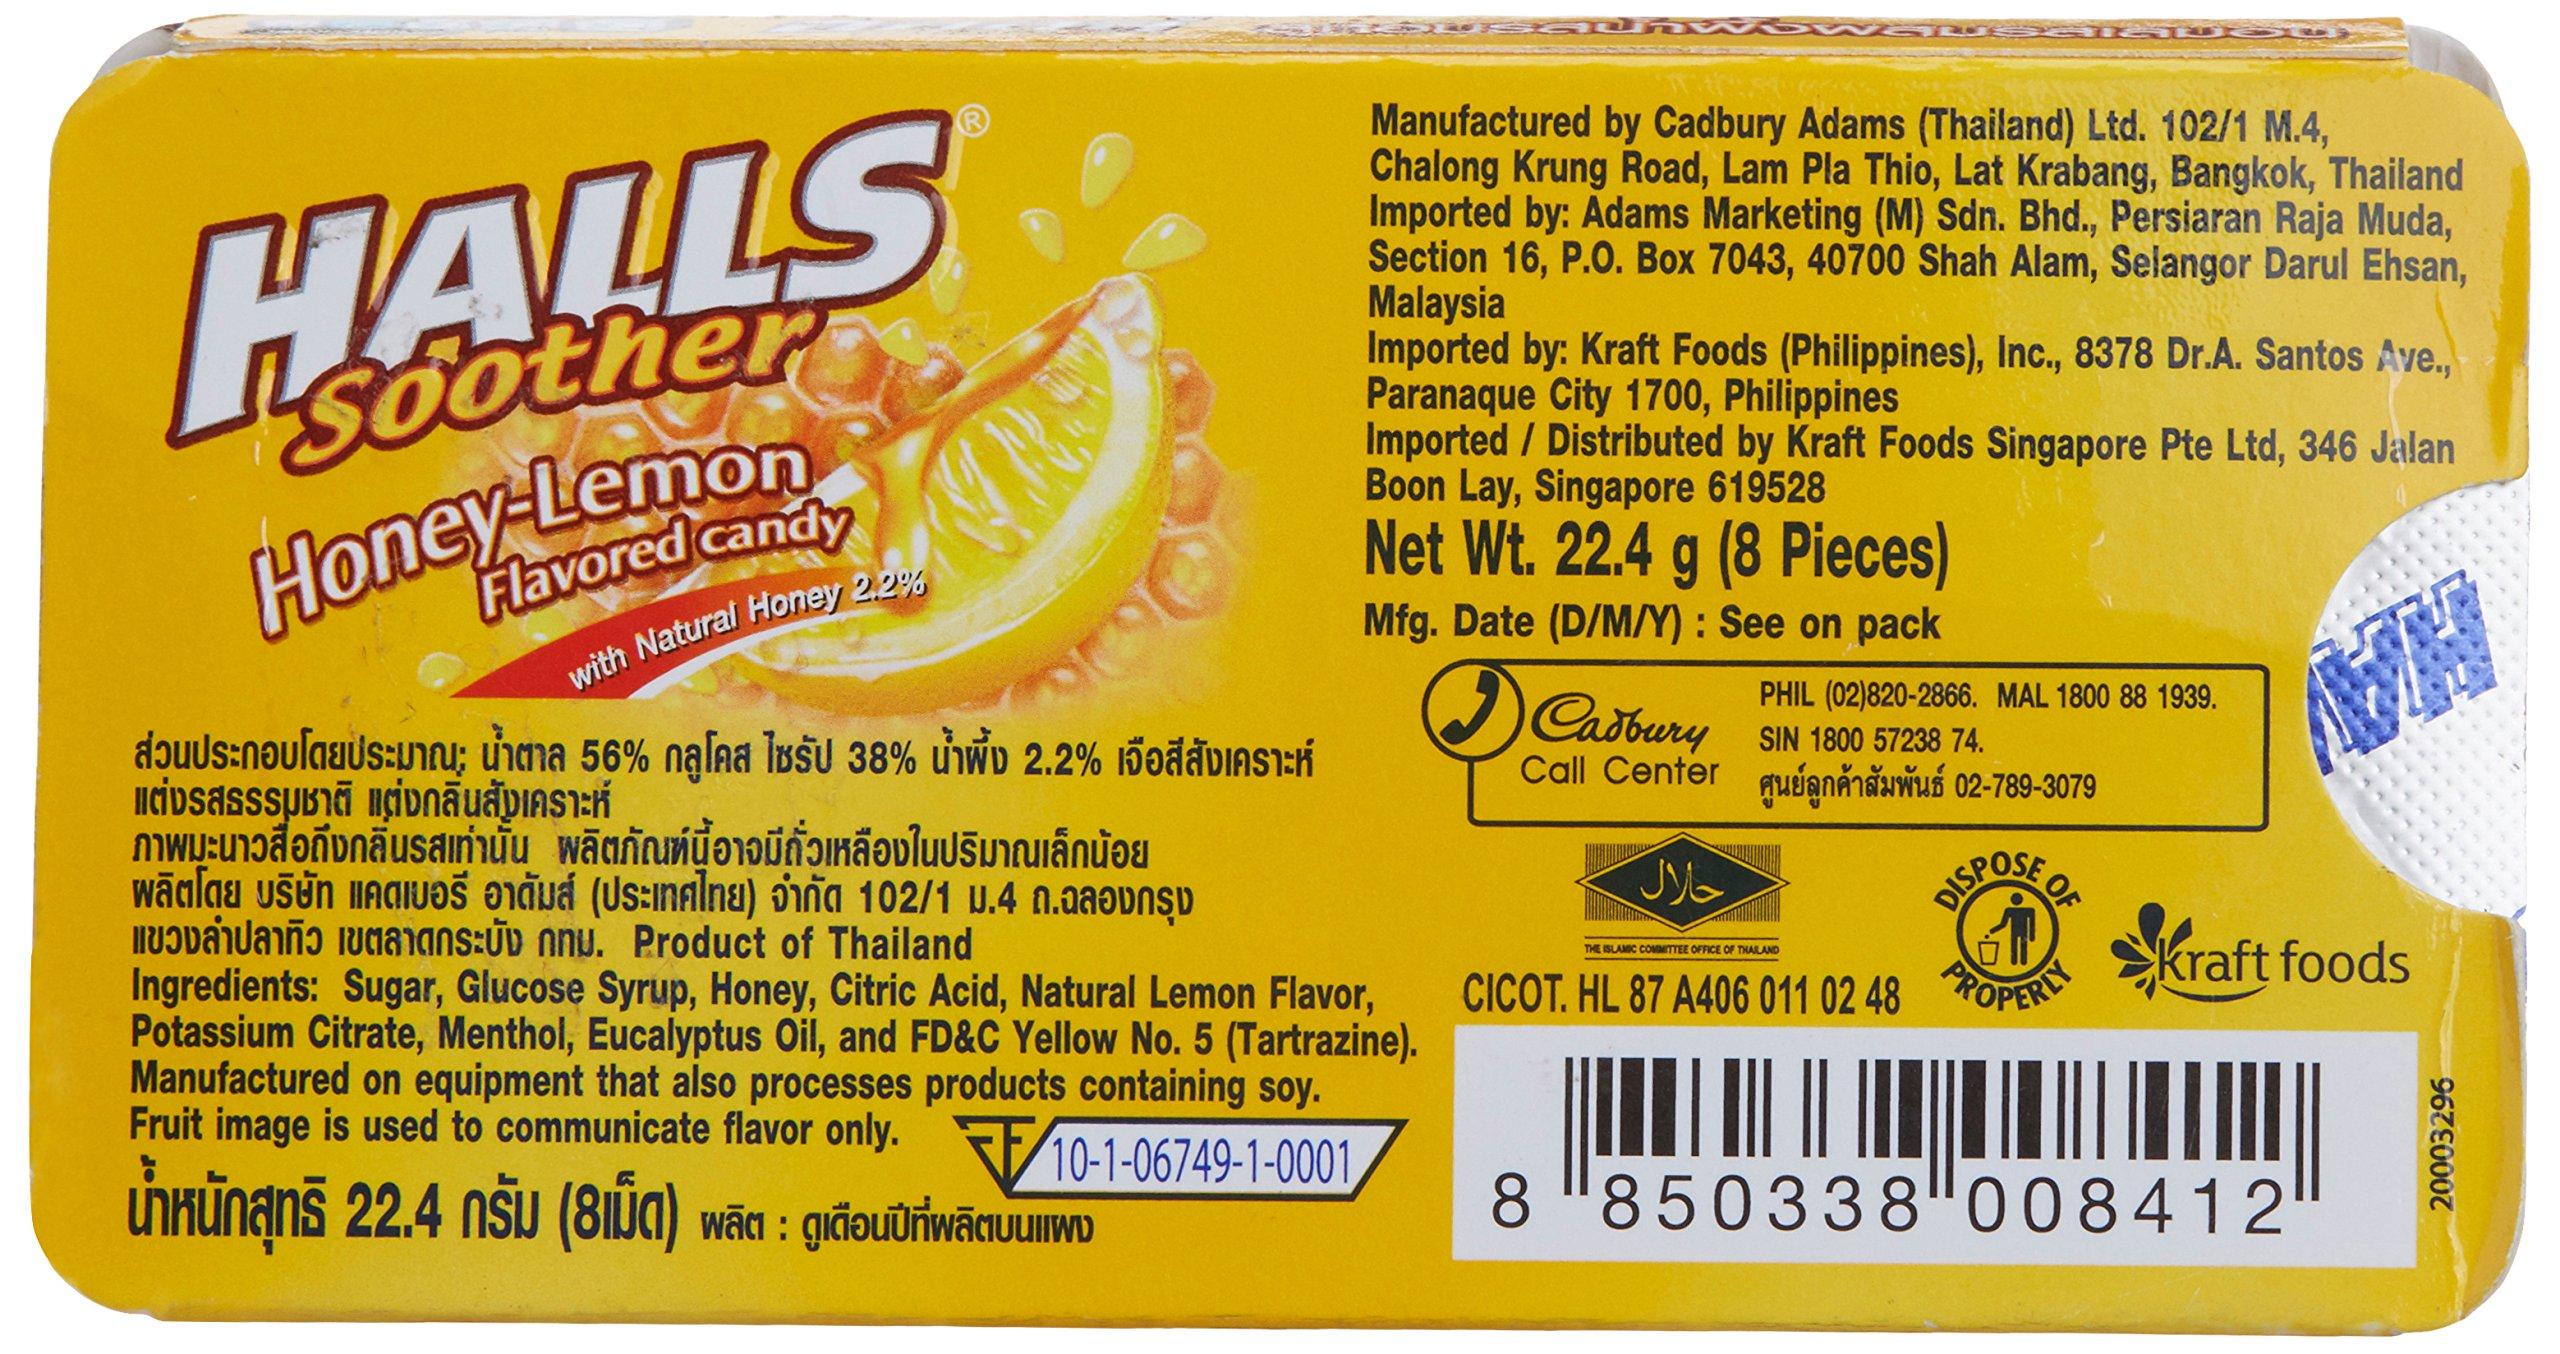 ลูกอมรสน้ำผึ้งผสมรสเลมอน
HALLS®
Soother
Honey-Lemon
Flavored candy
with Natural Honey 2.2%
ส่วนประกอบโดยประมาณ: น้ำตาล 56% กลูโคส ไซรัป 38% น้ำผึ้ง 2.2% เจือสีสังเคราะห์
แต่งรสธรรมชาติ แต่งกลิ่นสังเคราะห์
ภาพมะนาวสื่อถึงกลิ่นรสเท่านั้น ผลิตภัณฑ์นี้อาจมีถั่วเหลืองในปริมาณเล็กน้อย
ผลิตโดย บริษัท แคดเบอรี อาดัมส์ (ประเทศไทย) จำกัด 102/1 ม.4 ถ.ฉลองกรุง
แขวงลำปลาทิว เขตลาดกระบัง กทม. Product of Thailand
Ingredients: Sugar, Glucose Syrup, Honey, Citric Acid, Natural Lemon Flavor,
Potassium Citrate, Menthol, Eucalyptus Oil, and FD&C Yellow No. 5 (Tartrazine).
Manufactured on equipment that also processes products containing soy.
Fruit image is used to communicate flavor only.
10-1-06749-1-0001
น้ำหนักสุทธิ 22.4 กรัม (8เม็ด) ผลิต : ดูเดือนปีที่ผลิตบนแผง
Manufactured by Cadbury Adams (Thailand) Ltd. 102/1 M.4,
Chalong Krung Road, Lam Pla Thio, Lat Krabang, Bangkok, Thailand
Imported by: Adams Marketing (M) Sdn. Bhd., Persiaran Raja Muda,
Section 16, P.O. Box 7043, 40700 Shah Alam, Selangor Darul Ehsan,
Malaysia
Imported by: Kraft Foods (Philippines), Inc., 8378 Dr.A. Santos Ave.,
Paranaque City 1700, Philippines
Imported / Distributed by Kraft Foods Singapore Pte Ltd, 346 Jalan
Boon Lay, Singapore 619528
Net Wt. 22.4 g (8 Pieces)
Mfg. Date (D/M/Y) : See on pack
Cadbury
Call Center
PHIL (02)820-2866. MAL 1800 88 1939.
SIN 1800 57238 74.
ศูนย์ลูกค้าสัมพันธ์ 02-789-3079
حلال
THE ISLAMIC COMMITTEE OFFICE OF THAILAND
CICOT. HL 87 A406 011 02 48
DISPOSE OF
PROPERLY
kraft foods
8 850338 008412
20003296